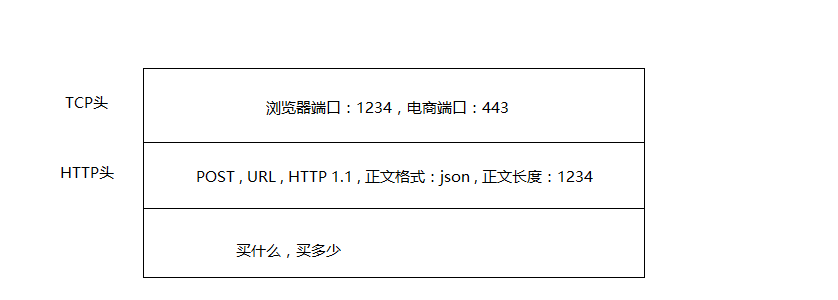 TCP头
浏览器端口：1234，电商端口：443
HTTP头
POST , URL , HTTP 1.1 , 正文格式：json , 正文长度：1234
买什么，买多少